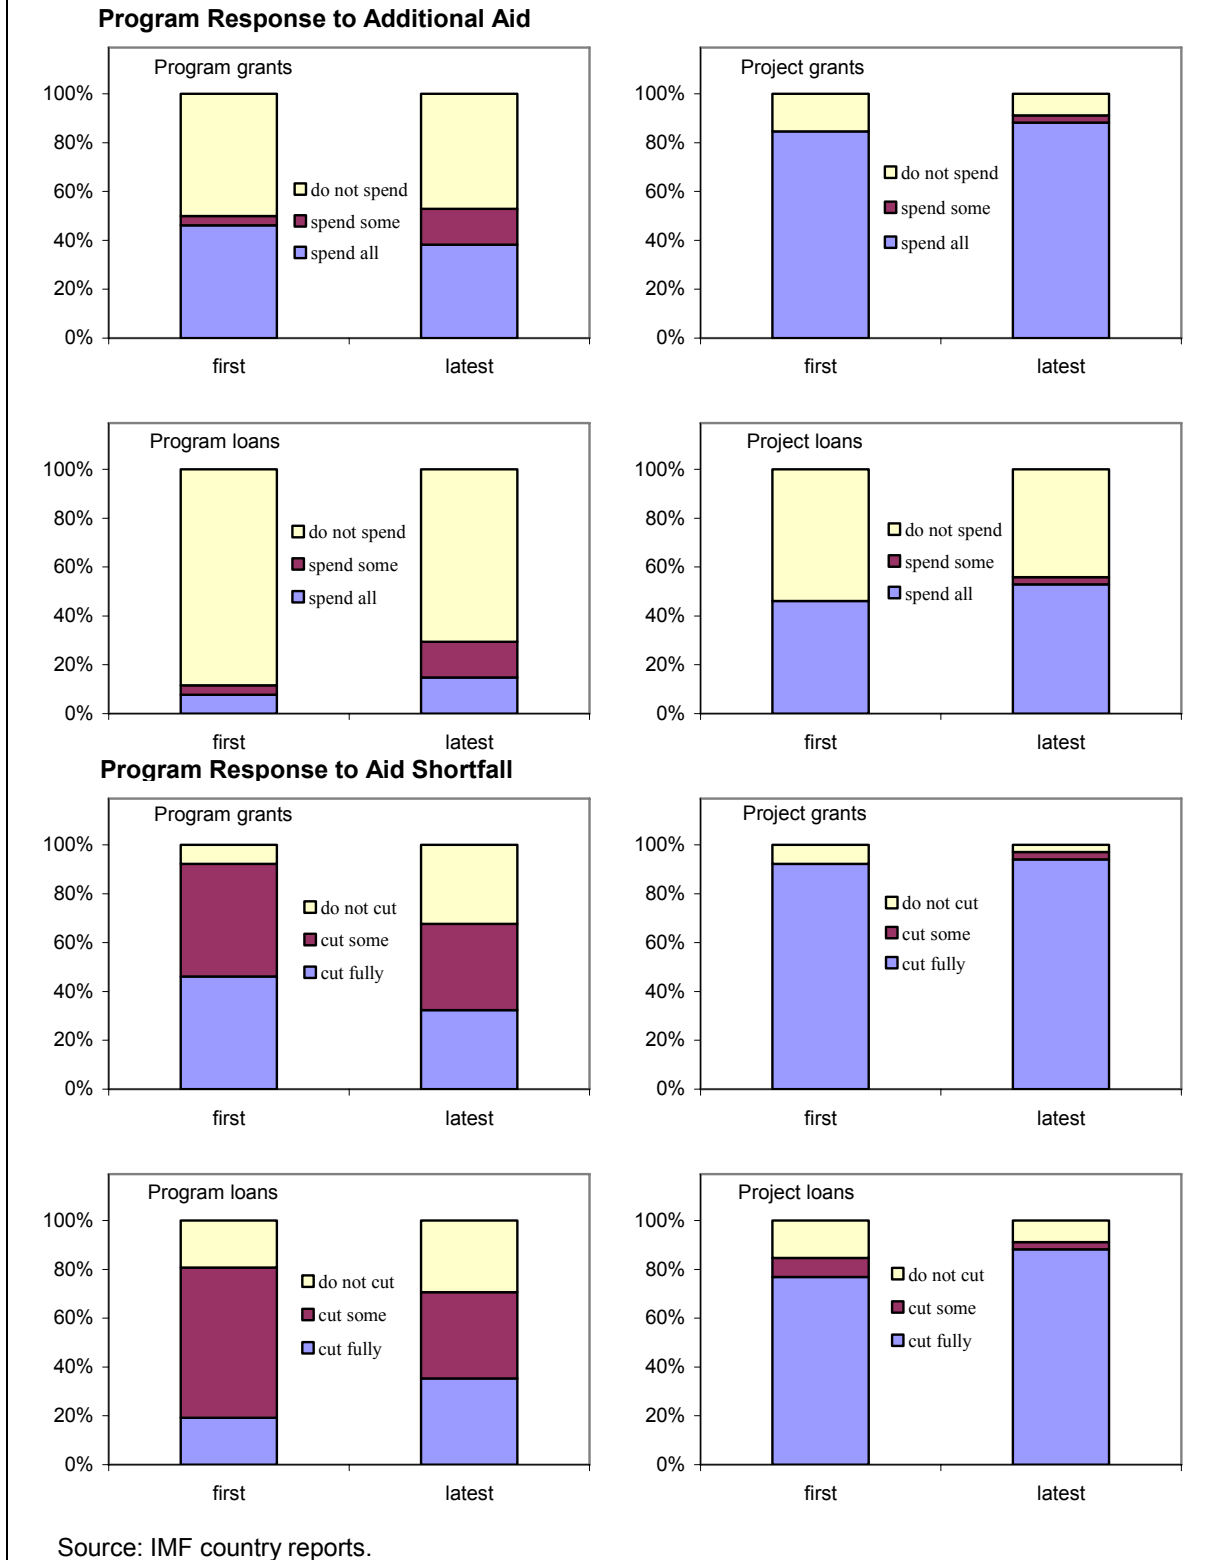 Program Response to Additional Aid
Program grants
100%
80%
60%
40%
20%
0%
do not spend
spend some
spend all
first
latest
Project grants
100%
80%
60%
40%
20%
0%
do not spend
spend some
spend all
first
latest
Program loans
100%
80%
60%
40%
20%
0%
do not spend
spend some
spend all
first
latest
Project loans
100%
80%
60%
40%
20%
0%
do not spend
spend some
spend all
first
latest
Program Response to Aid Shortfall
Program grants
100%
80%
60%
40%
20%
0%
do not cut
cut some
cut fully
first
latest
Project grants
100%
80%
60%
40%
20%
0%
do not cut
cut some
cut fully
first
latest
Program loans
100%
80%
60%
40%
20%
0%
do not cut
cut some
cut fully
first
latest
Project loans
100%
80%
60%
40%
20%
0%
do not cut
cut some
cut fully
first
latest
Source: IMF country reports.